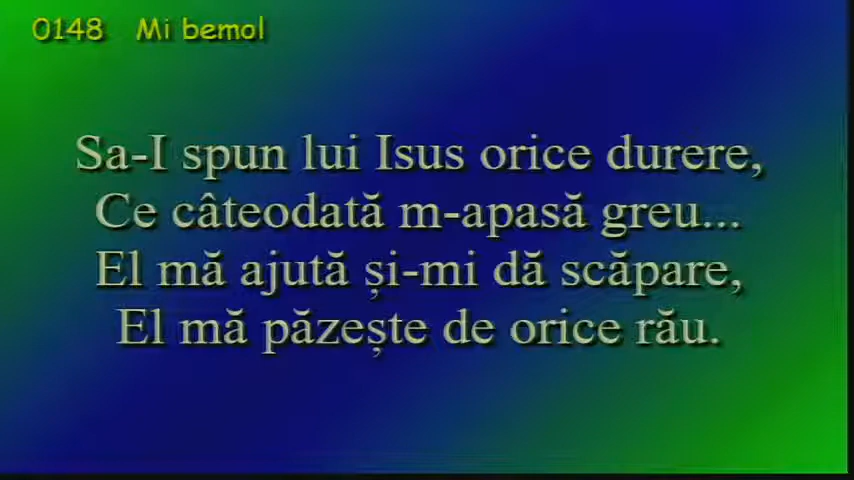 0148 Mi bemol
Sa-I spun lui Isus orice durere,
Ce câteodată m-apasă greu...
El mă ajută și-mi dă scăpare,
El mă păzește de orice rău.